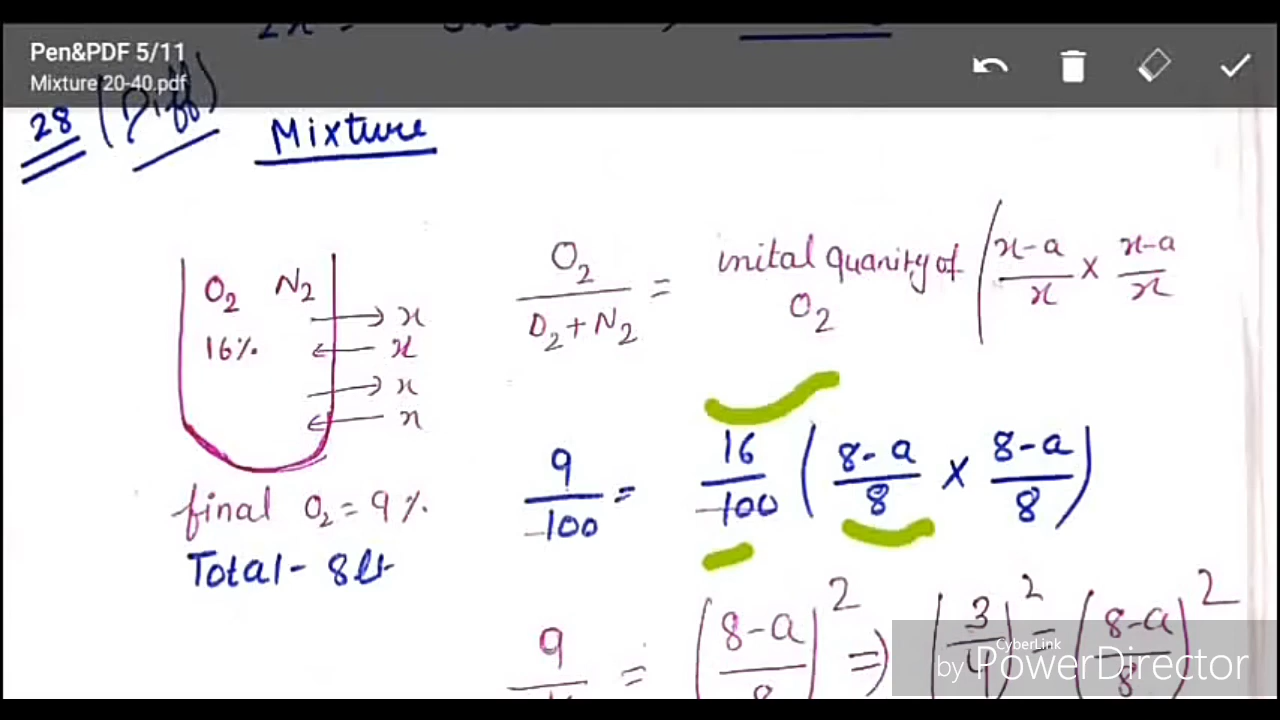 Pen&PDF 5/11
Mixture 20-40.pdf
28 (Diff)
Mixture
O2 N2
16%
x
x
x
x
final O2 = 9%
Total - 8lt
O2 / O2 + N2 = inital quanity of O2 ( x-a / x × x-a / x
9 / 100 = 16 / 100 ( 8-a / 8 × 8-a / 8 )
9 = ( 8-a / 8 )2 ⇒ ( 3 / 4 )2 = ( 8-a / 8 )2
CyberLink
by PowerDirector